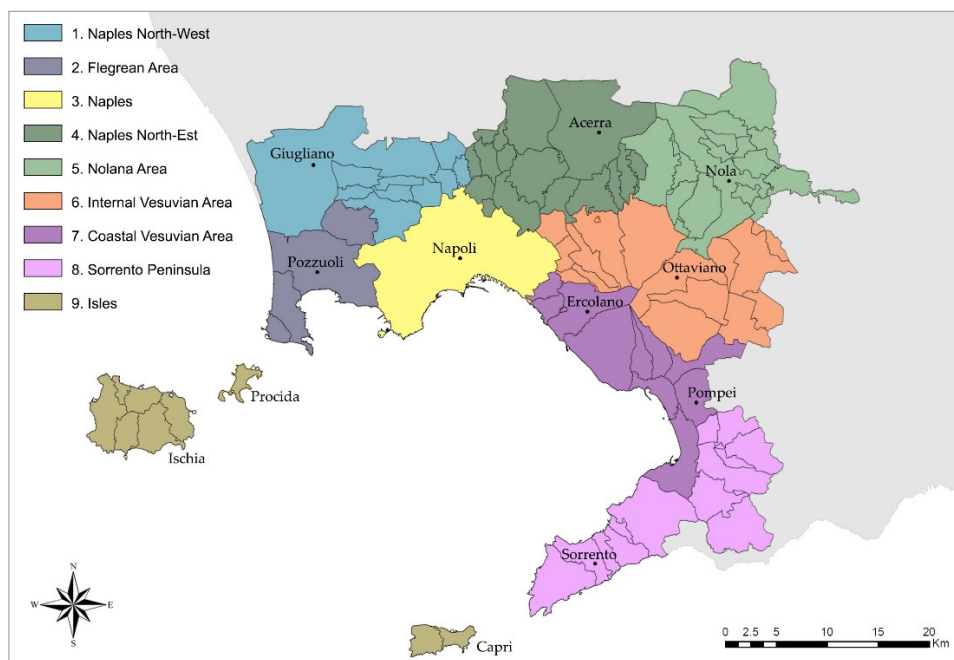 1. Naples North-West
2. Flegrean Area
3. Naples
4. Naples North-Est
5. Nolana Area
6. Internal Vesuvian Area
7. Coastal Vesuvian Area
8. Sorrento Peninsula
9. Isles
Acerra
Giugliano
Nola
Napoli
Pozzuoli
Ottaviano
Ercolano
Procida
Pompei
Ischia
Sorrento
Capri
N
W E
S
0 2.5 5 10 15 20
Km